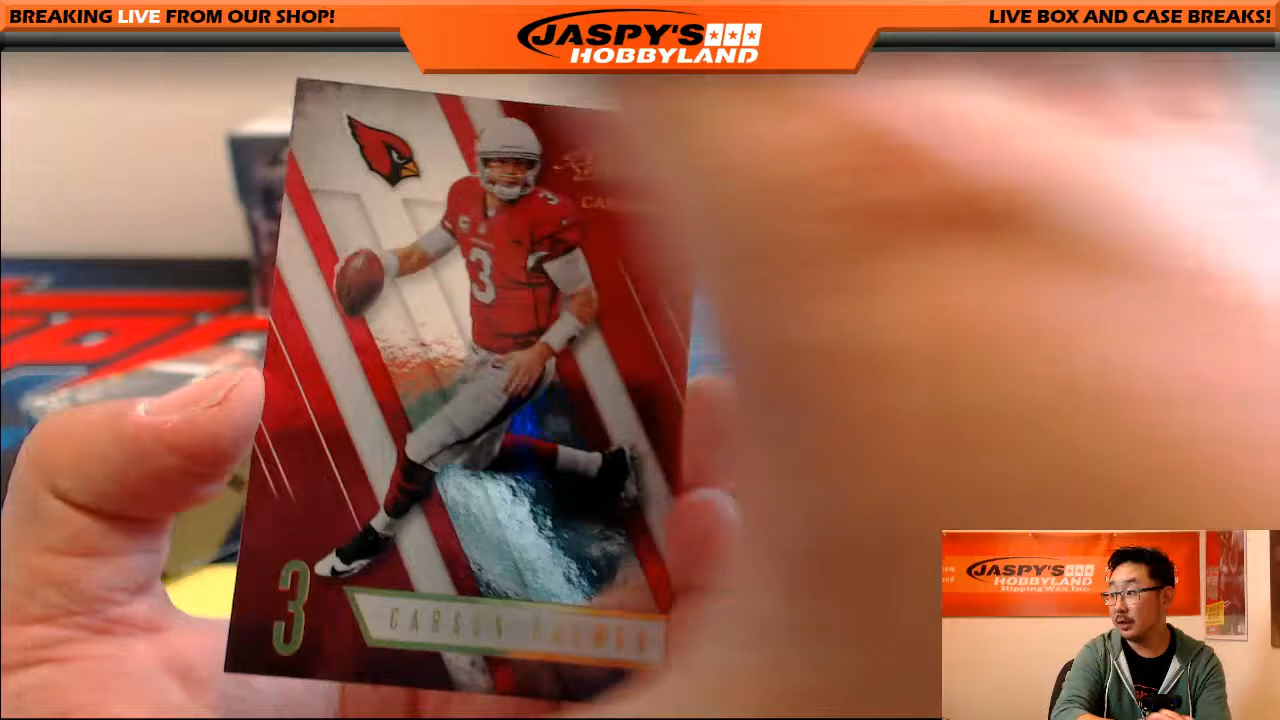 BREAKING LIVE FROM OUR SHOP!
JASPY'S
HOBBYLAND
LIVE BOX AND CASE BREAKS!
3
3
CARSON PALMER
JASPY'S
HOBBYLAND
Ripping Wax Inc.